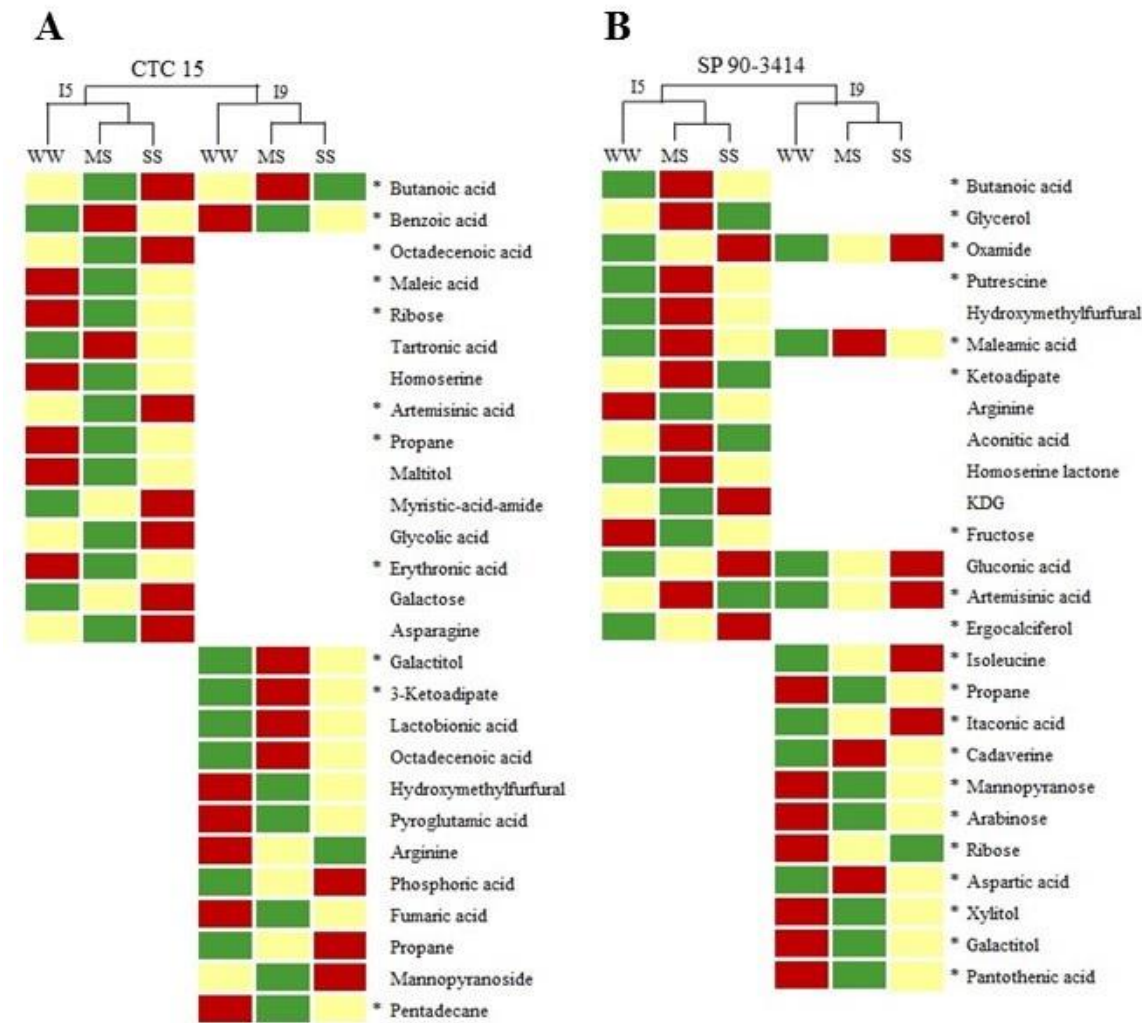 A
CTC 15
I5
I9
WW MS SS WW MS SS
* Butanoic acid
* Benzoic acid
* Octadecenoic acid
* Maleic acid
* Ribose
Tartronic acid
Homoserine
* Artemisinic acid
* Propane
Maltitol
Myristic-acid-amide
Glycolic acid
* Erythronic acid
Galactose
Asparagine
* Galactitol
* 3-Ketoadipate
Lactobionic acid
Octadecenoic acid
Hydroxymethylfurfural
Pyroglutamic acid
Arginine
Phosphoric acid
Fumaric acid
Propane
Mannopyranoside
* Pentadecane
B
SP 90-3414
I5
I9
WW MS SS WW MS SS
* Butanoic acid
* Glycerol
* Oxamide
* Putrescine
Hydroxymethylfurfural
* Maleamic acid
* Ketoadipate
Arginine
Aconitic acid
Homoserine lactone
KDG
* Fructose
Gluconic acid
* Artemisinic acid
* Ergocalciferol
* Isoleucine
* Propane
* Itaconic acid
* Cadaverine
* Mannopyranose
* Arabinose
* Ribose
* Aspartic acid
* Xylitol
* Galactitol
* Pantothenic acid